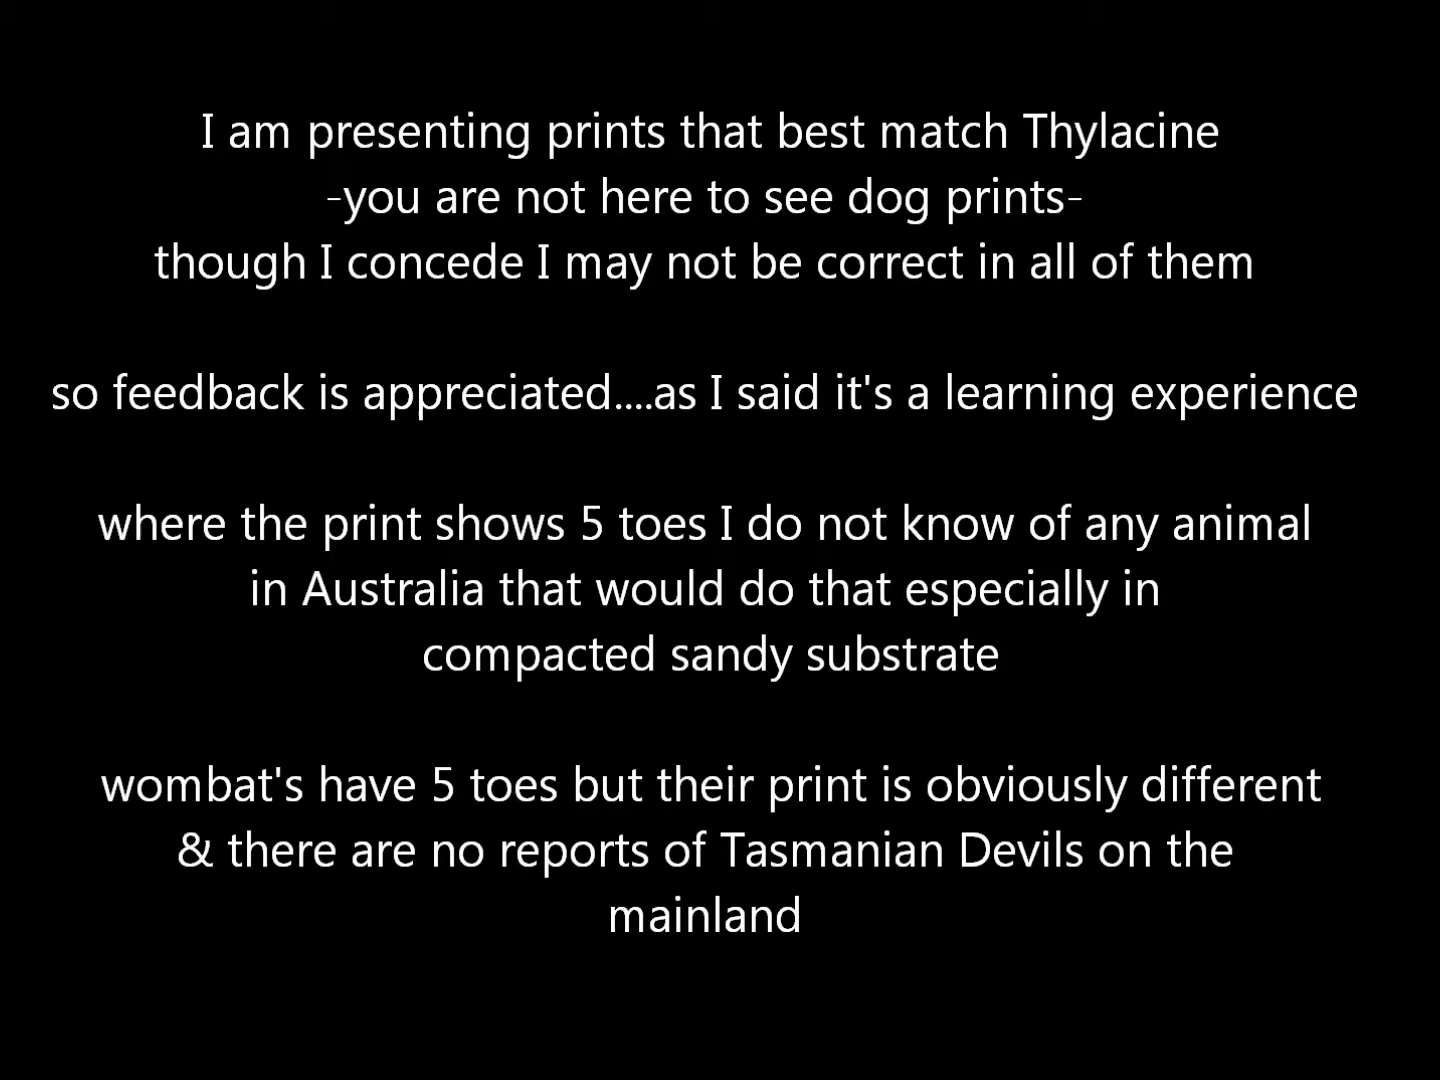 I am presenting prints that best match Thylacine
-you are not here to see dog prints-
though I concede I may not be correct in all of them
so feedback is appreciated....as I said it's a learning experience
where the print shows 5 toes I do not know of any animal
in Australia that would do that especially in
compacted sandy substrate
wombat's have 5 toes but their print is obviously different
& there are no reports of Tasmanian Devils on the
mainland